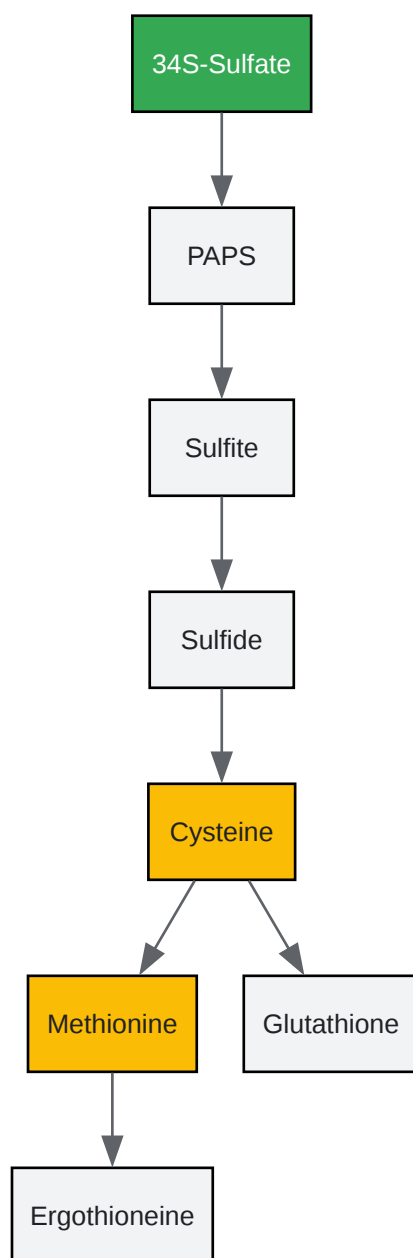 34S-Sulfate
PAPS
Sulfite
Sulfide
Cysteine
Methionine
Glutathione
Ergothioneine